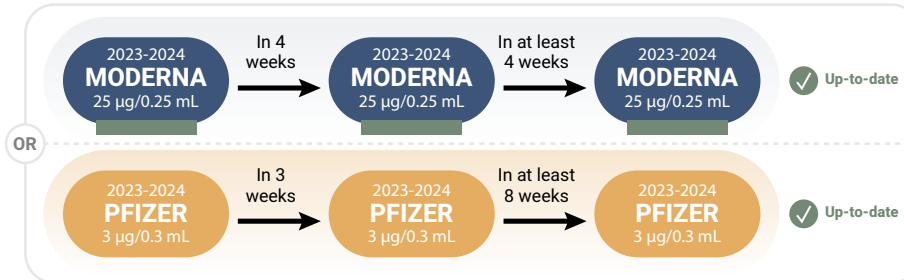 In 4
weeks
In at least
4 weeks
2023-2024
MODERNA
25 µg/0.25 mL
2023-2024
MODERNA
25 µg/0.25 mL
2023-2024
MODERNA
25 µg/0.25 mL
Up-to-date
OR
In 3
weeks
In at least
8 weeks
2023-2024
PFIZER
3 µg/0.3 mL
2023-2024
PFIZER
3 µg/0.3 mL
2023-2024
PFIZER
3 µg/0.3 mL
Up-to-date